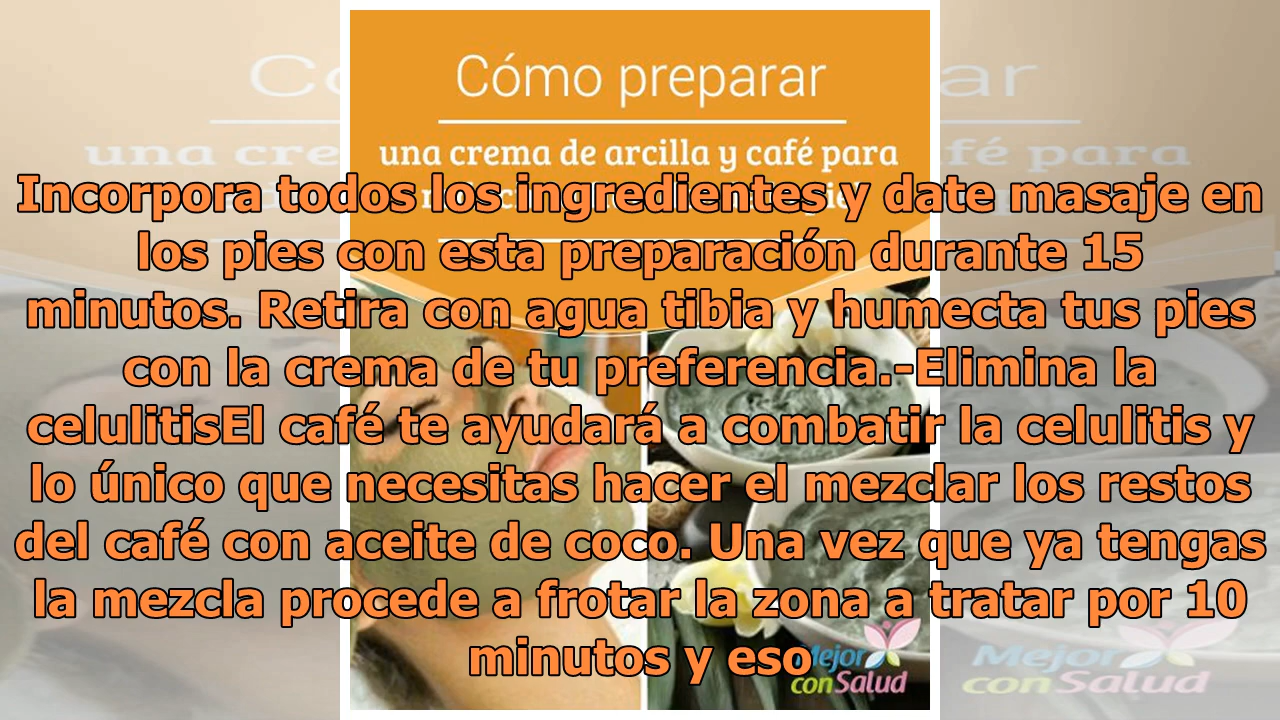 Cómo preparar
una crema de arcilla y café para
Incorpora todos los ingredientes y date masaje en
los pies con esta preparación durante 15
minutos. Retira con agua tibia y humecta tus pies
con la crema de tu preferencia.-Elimina la
celulitisEl café te ayudará a combatir la celulitis y
lo único que necesitas hacer el mezclar los restos
del café con aceite de coco. Una vez que ya tengas
la mezcla procede a frotar la zona a tratar por 10
minutos y eso
Mejor
con Salud